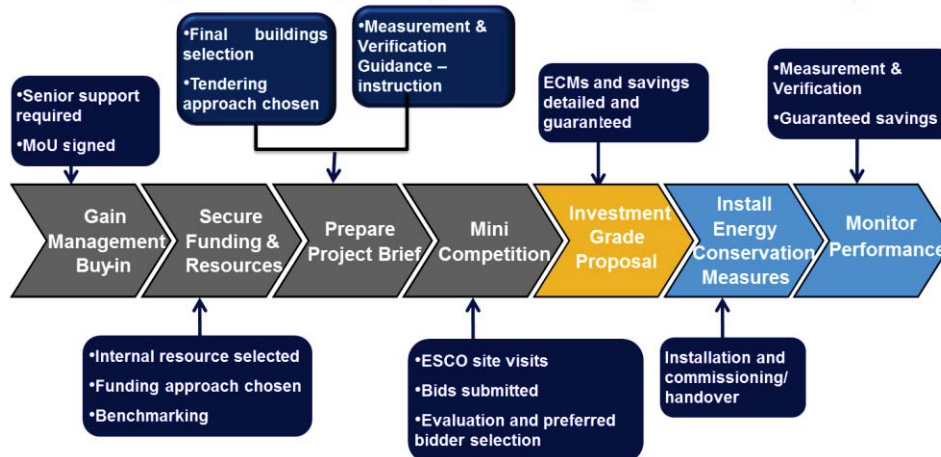 •Final buildings
selection
•Tendering
approach chosen
•Measurement &
Verification
Guidance –
instruction
•Senior support
required
•MoU signed
ECMs and savings
detailed and
guaranteed
•Measurement &
Verification
•Guaranteed savings
Gain
Management
Buy-in
Secure
Funding &
Resources
Prepare
Project Brief
Mini
Competition
Investment
Grade
Proposal
Install
Energy
Conservation
Measures
Monitor
Performance
•Internal resource selected
•Funding approach chosen
•Benchmarking
•ESCO site visits
•Bids submitted
•Evaluation and preferred
bidder selection
Installation and
commissioning/
handover